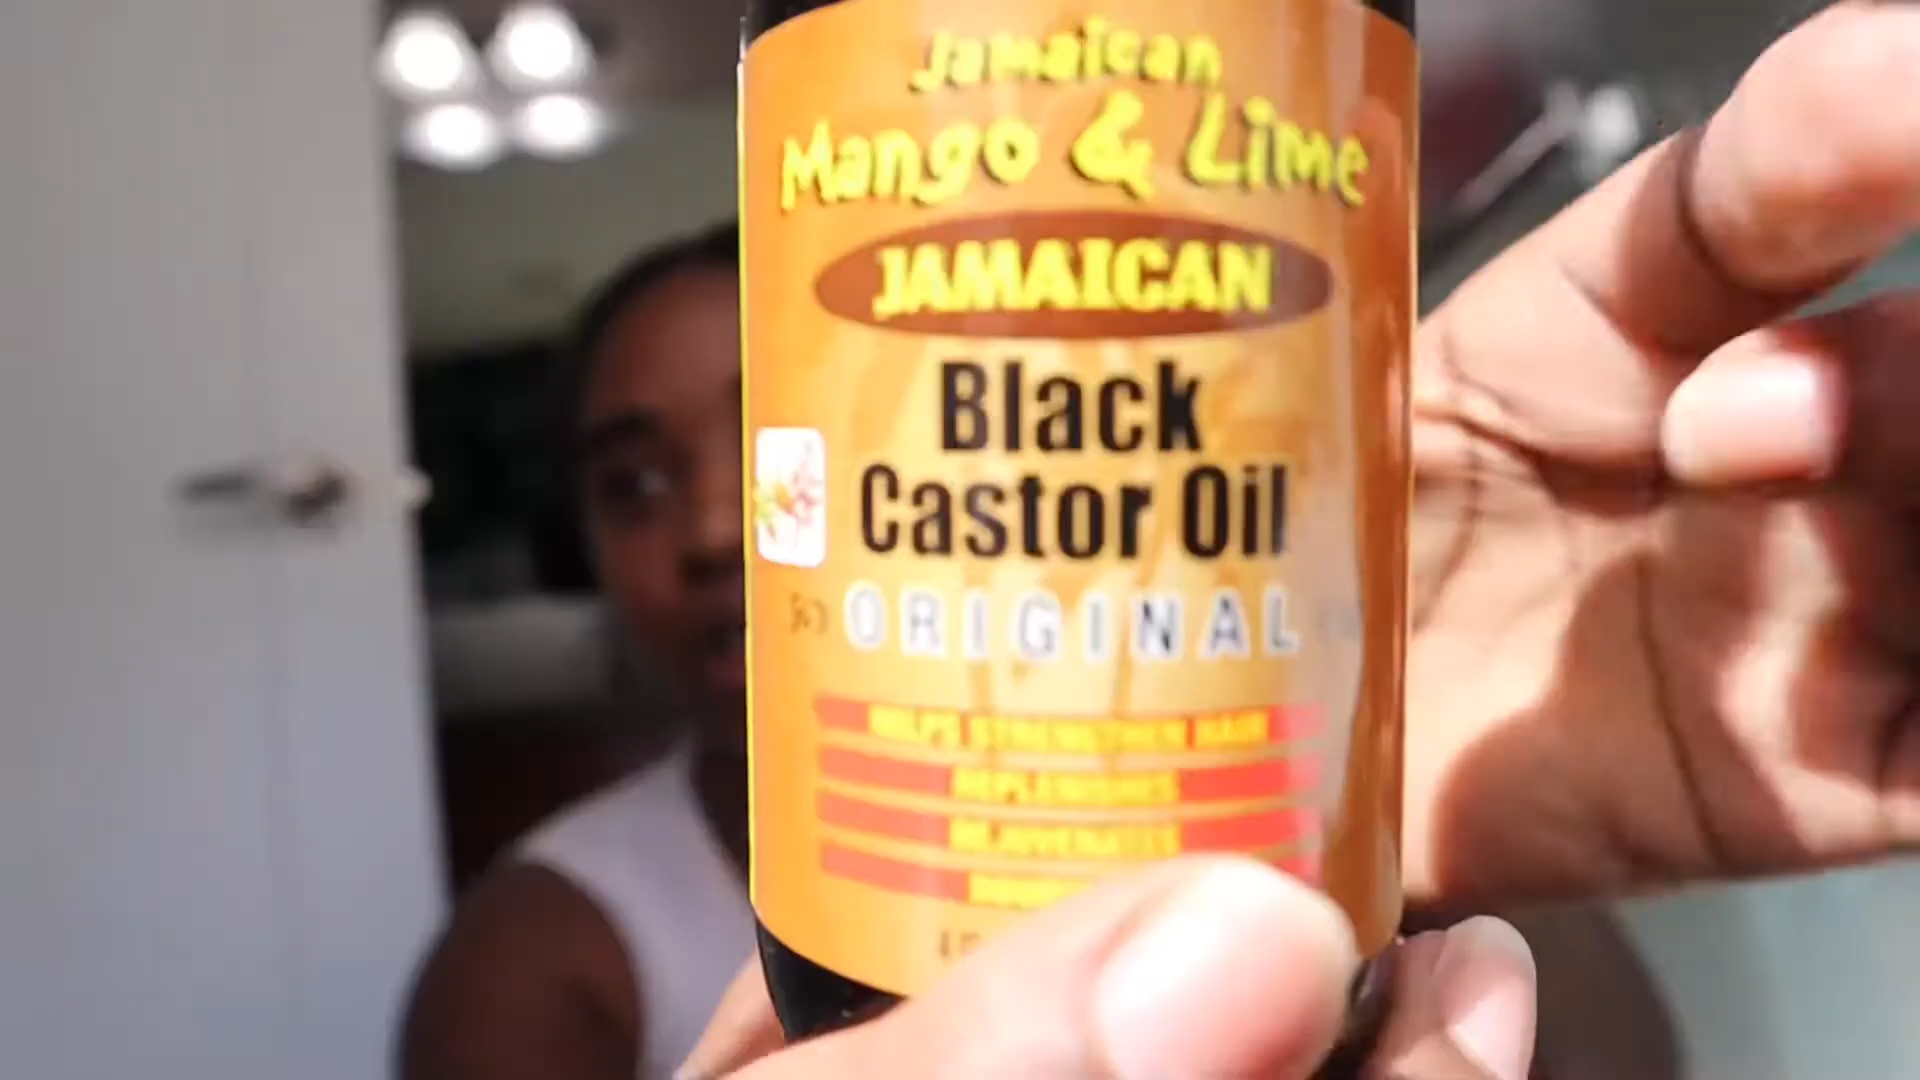 Jamaican
Mango & Lime
JAMAICAN
Black
Castor Oil
ORIGINAL
HELPS STRENGTHEN HAIR
REPLENISHES
REJUVENATES